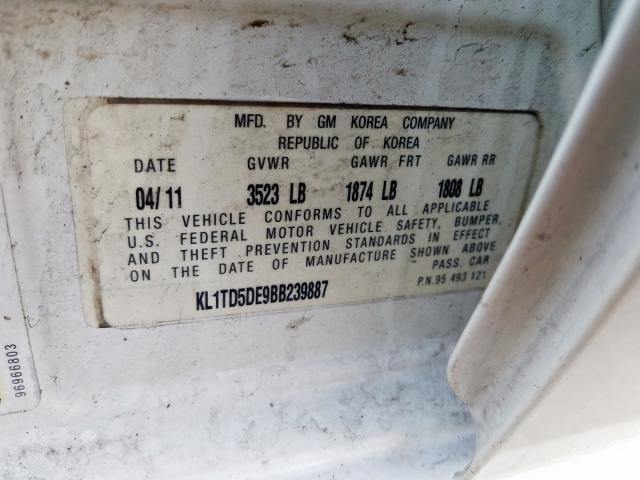 MFD. BY GM KOREA COMPANY
REPUBLIC OF KOREA
DATE GVWR GAWR FRT GAWR RR
04/11 3523 LB 1874 LB 1808 LB
THIS VEHICLE CONFORMS TO ALL APPLICABLE
U.S. FEDERAL MOTOR VEHICLE SAFETY, BUMPER,
AND THEFT PREVENTION STANDARDS IN EFFECT
ON THE DATE OF MANUFACTURE SHOWN ABOVE
PASS. CAR
KL1TD5DE9BB239887 P.N.95 493 121
96966803